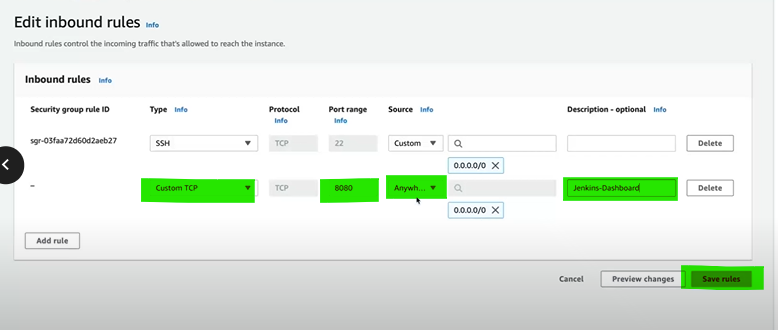 Edit inbound rules Info
Inbound rules control the incoming traffic that's allowed to reach the instance.
Inbound rules Info
Security group rule ID Type Info Protocol Info Port range Info Source Info Description - optional Info
sgr-03faa72d60d2aeb27 SSH TCP 22 Custom Delete
0.0.0.0/0
– Custom TCP TCP 8080 Anywh... Jenkins-Dashboard Delete
0.0.0.0/0
Add rule
Cancel Preview changes Save rules